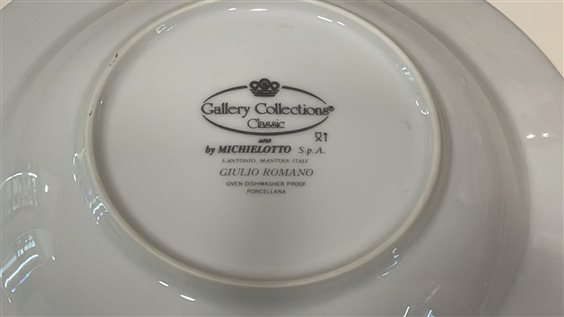 Gallery Collections®
Classic
by MICHIELOTTO S.p.A.
S.ANTONIO - MANTOVA - ITALY
GIULIO ROMANO
OVEN-DISHWASHER PROOF
PORCELLANA